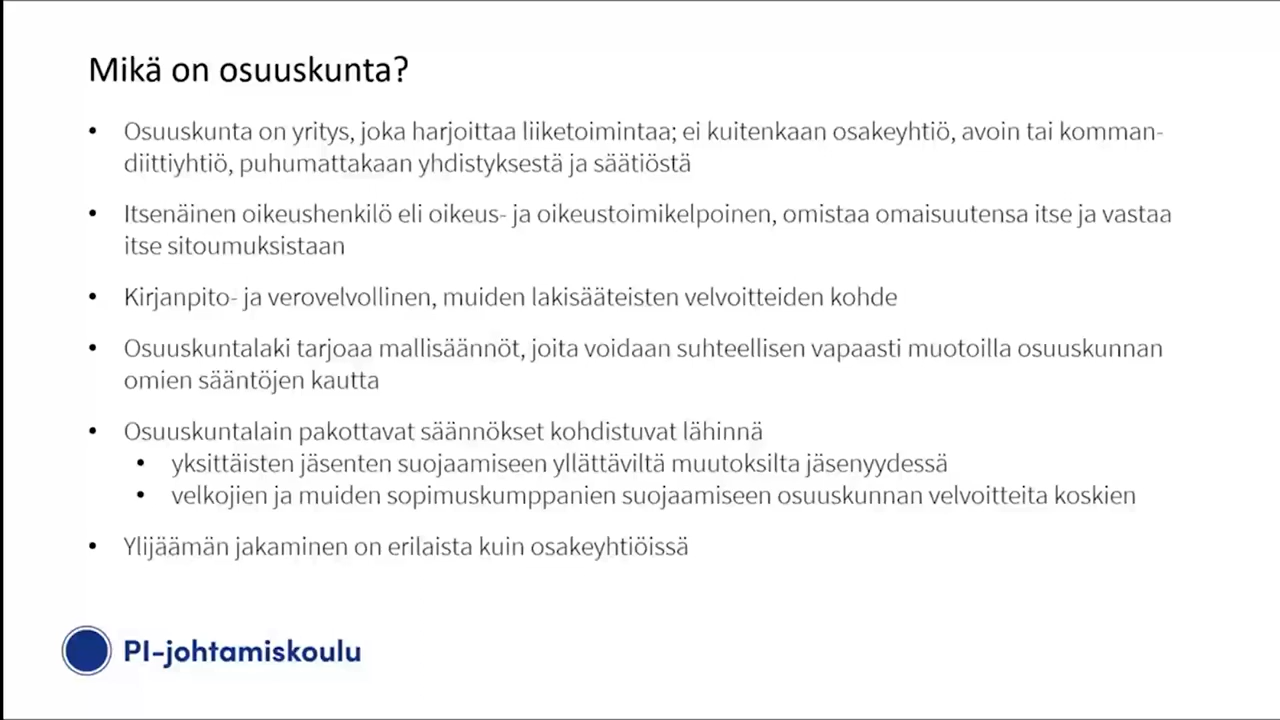 Mikä on osuuskunta?
• Osuuskunta on yritys, joka harjoittaa liiketoimintaa; ei kuitenkaan osakeyhtiö, avoin tai komman-
diittiyhtiö, puhumattakaan yhdistyksestä ja säätiöstä
• Itsenäinen oikeushenkilö eli oikeus- ja oikeustoimikelpoinen, omistaa omaisuutensa itse ja vastaa
itse sitoumuksistaan
• Kirjanpito- ja verovelvollinen, muiden lakisääteisten velvoitteiden kohde
• Osuuskuntalaki tarjoaa mallisäännöt, joita voidaan suhteellisen vapaasti muotoilla osuuskunnan
omien sääntöjen kautta
• Osuuskuntalain pakottavat säännökset kohdistuvat lähinnä
• yksittäisten jäsenten suojaamiseen yllättäviltä muutoksilta jäsenyydessä
• velkojien ja muiden sopimuskumppanien suojaamiseen osuuskunnan velvoitteita koskien
• Ylijäämän jakaminen on erilaista kuin osakeyhtiöissä
PI-johtamiskoulu